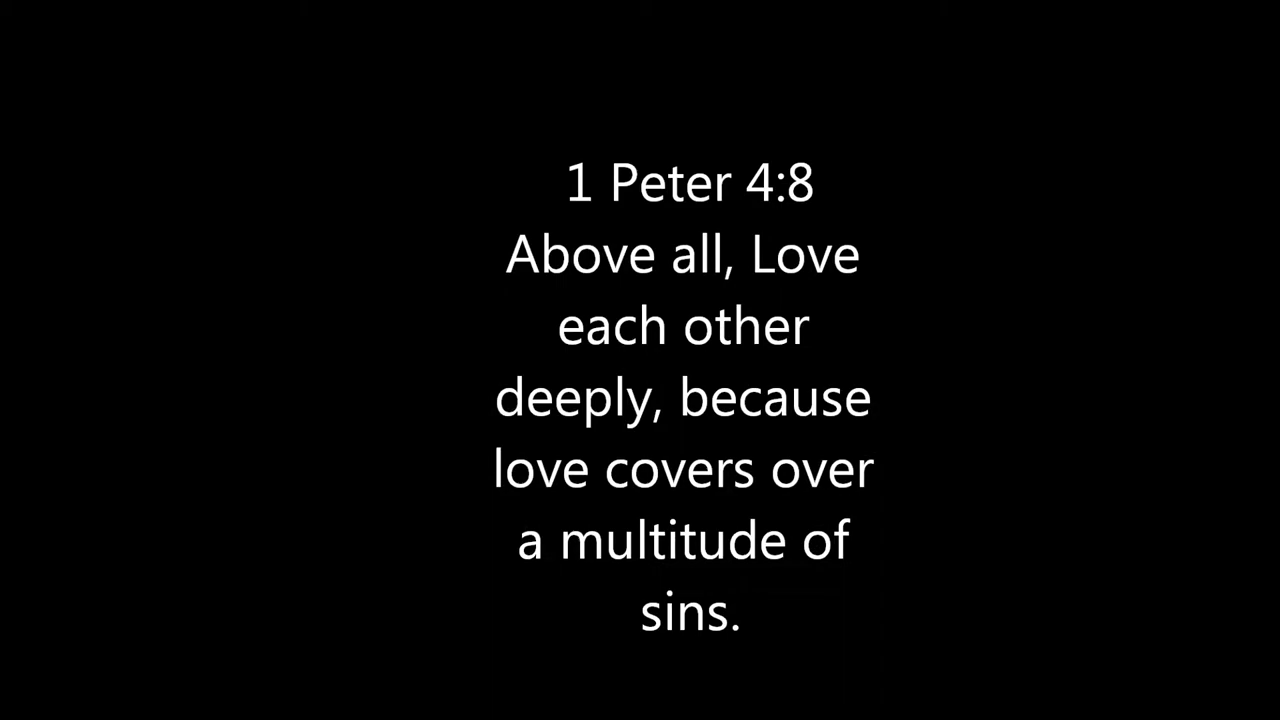 1 Peter 4:8
Above all, Love
each other
deeply, because
love covers over
a multitude of
sins.